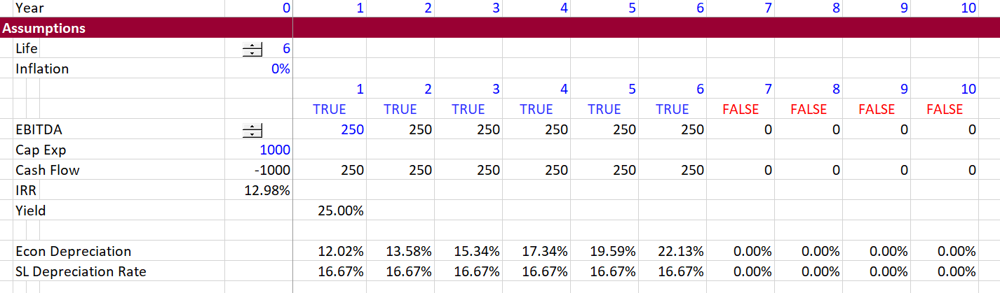 Year 0 1 2 3 4 5 6 7 8 9 10
Assumptions
Life 6
Inflation 0%
1 2 3 4 5 6 7 8 9 10
TRUE TRUE TRUE TRUE TRUE TRUE FALSE FALSE FALSE FALSE
EBITDA 250 250 250 250 250 250 0 0 0 0
Cap Exp 1000
Cash Flow -1000 250 250 250 250 250 250 0 0 0 0
IRR 12.98%
Yield 25.00%
Econ Depreciation 12.02% 13.58% 15.34% 17.34% 19.59% 22.13% 0.00% 0.00% 0.00% 0.00%
SL Depreciation Rate 16.67% 16.67% 16.67% 16.67% 16.67% 16.67% 0.00% 0.00% 0.00% 0.00%